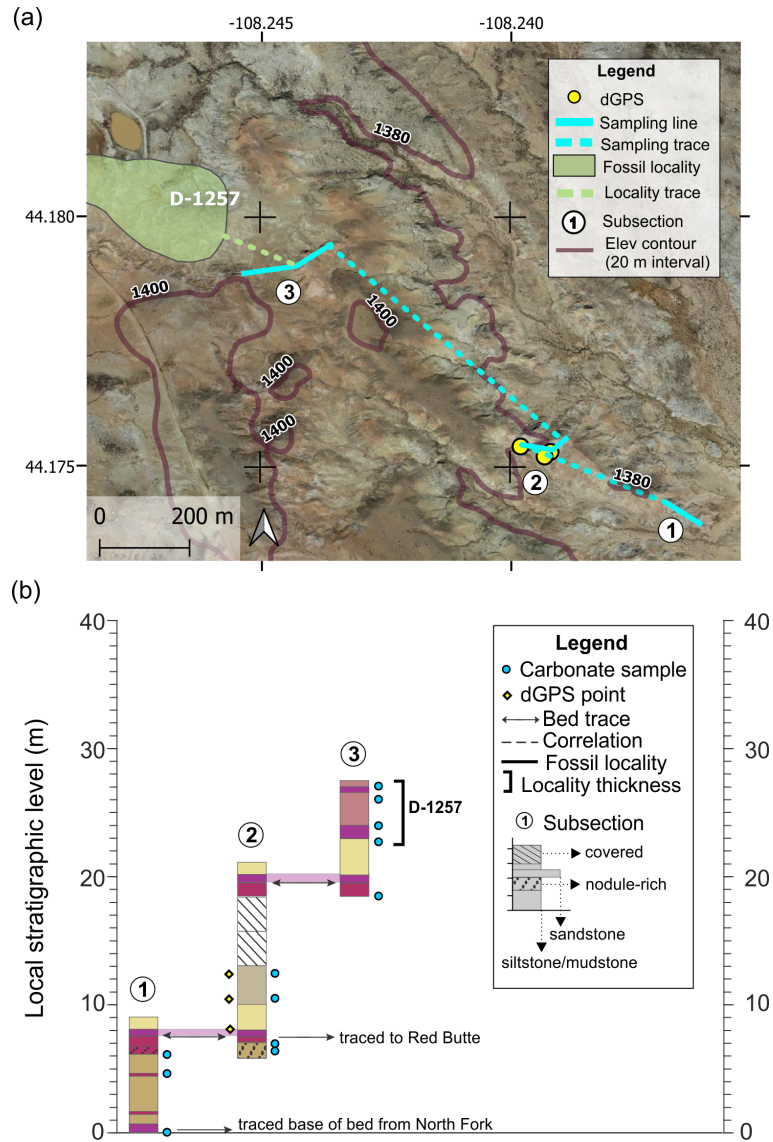 (a)
-108.245
-108.240
44.180
44.175
D-1257
1380
1400
1400
1400
1400
1380
3
2
1
Legend
dGPS
Sampling line
Sampling trace
Fossil locality
Locality trace
1 Subsection
Elev contour
(20 m interval)
0 200 m
(b)
Local stratigraphic level (m)
40
30
20
10
0
40
30
20
10
0
1
2
3
D-1257
traced to Red Butte
traced base of bed from North Fork
Legend
Carbonate sample
dGPS point
Bed trace
Correlation
Fossil locality
Locality thickness
1 Subsection
covered
nodule-rich
sandstone
siltstone/mudstone